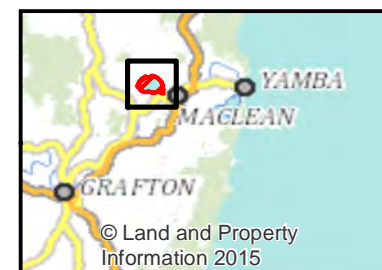 YAMBA
MACLEAN
GRAFTON
© Land and Property
Information 2015